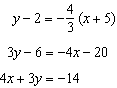 y − 2 = −4/3 (x + 5)
3y − 6 = −4x − 20
4x + 3y = −14